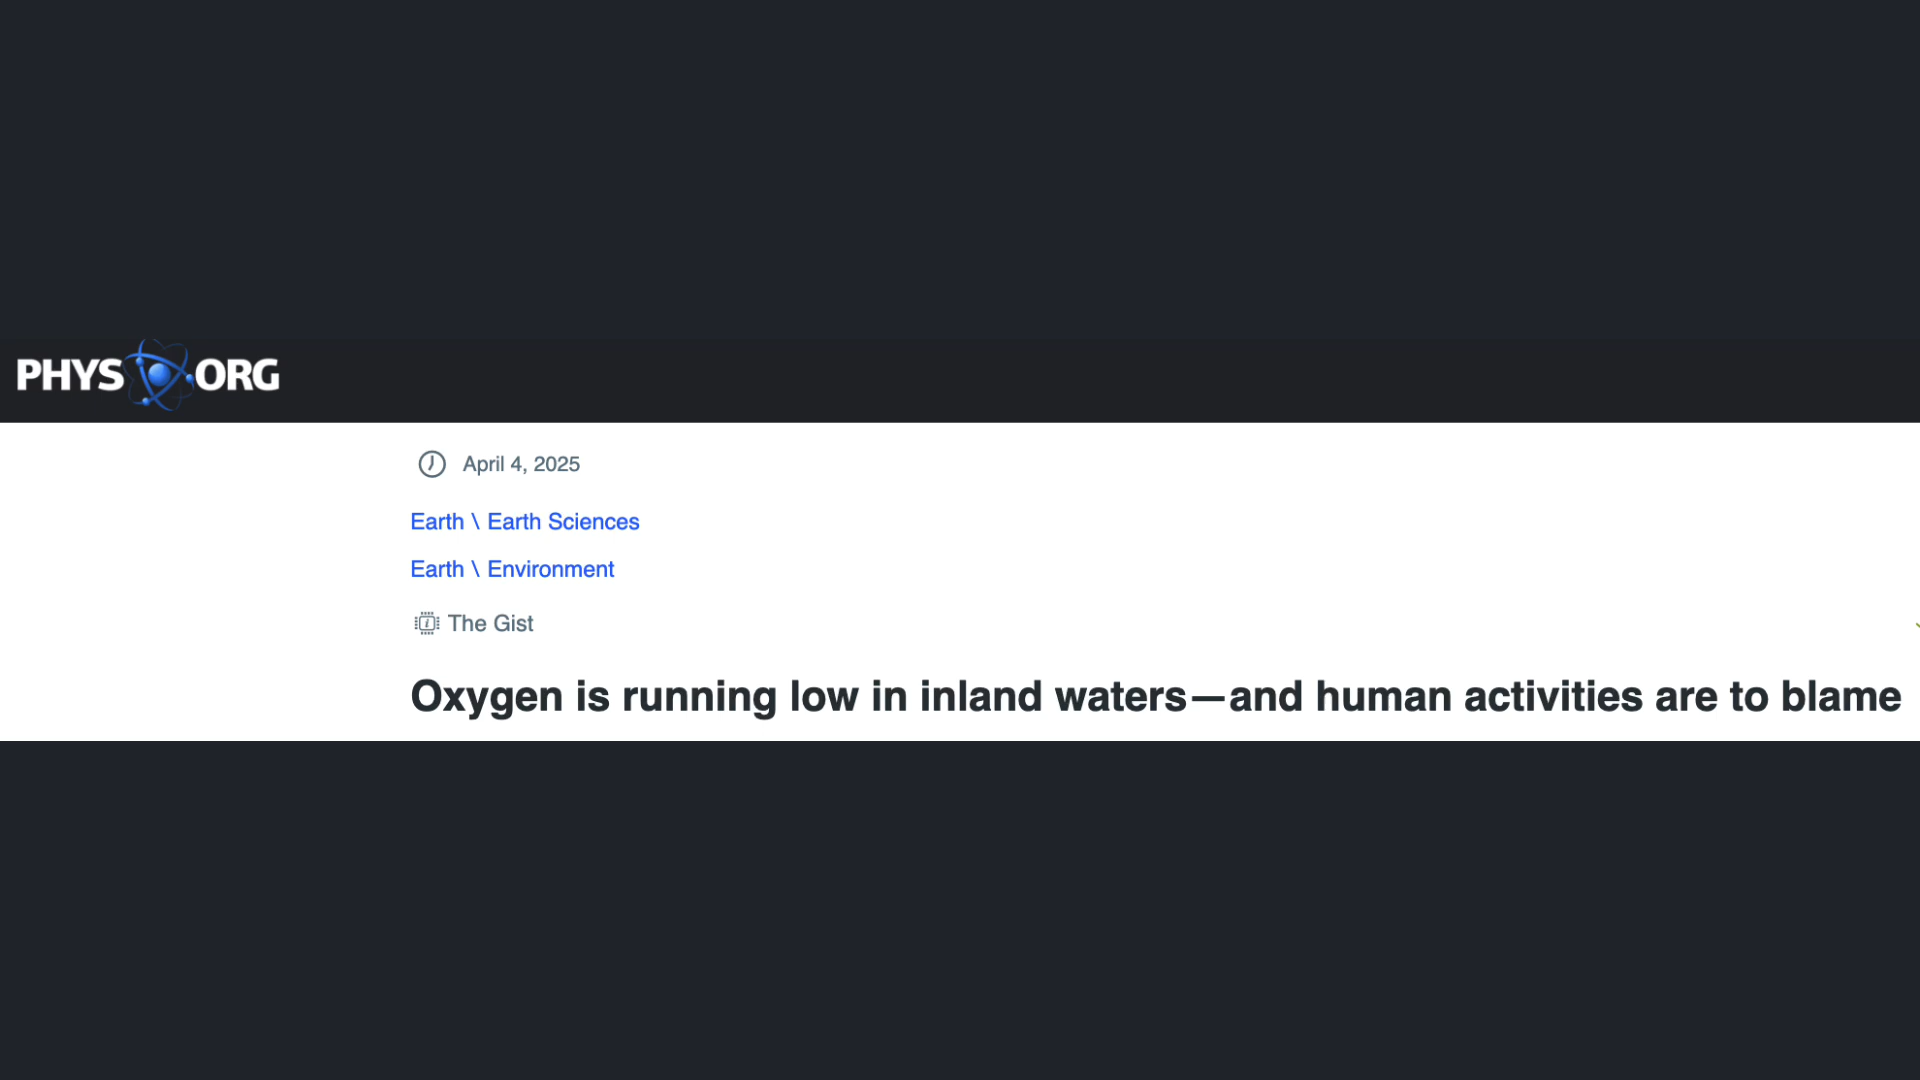 PHYS ORG
April 4, 2025
Earth \ Earth Sciences
Earth \ Environment
The Gist
Oxygen is running low in inland waters—and human activities are to blame